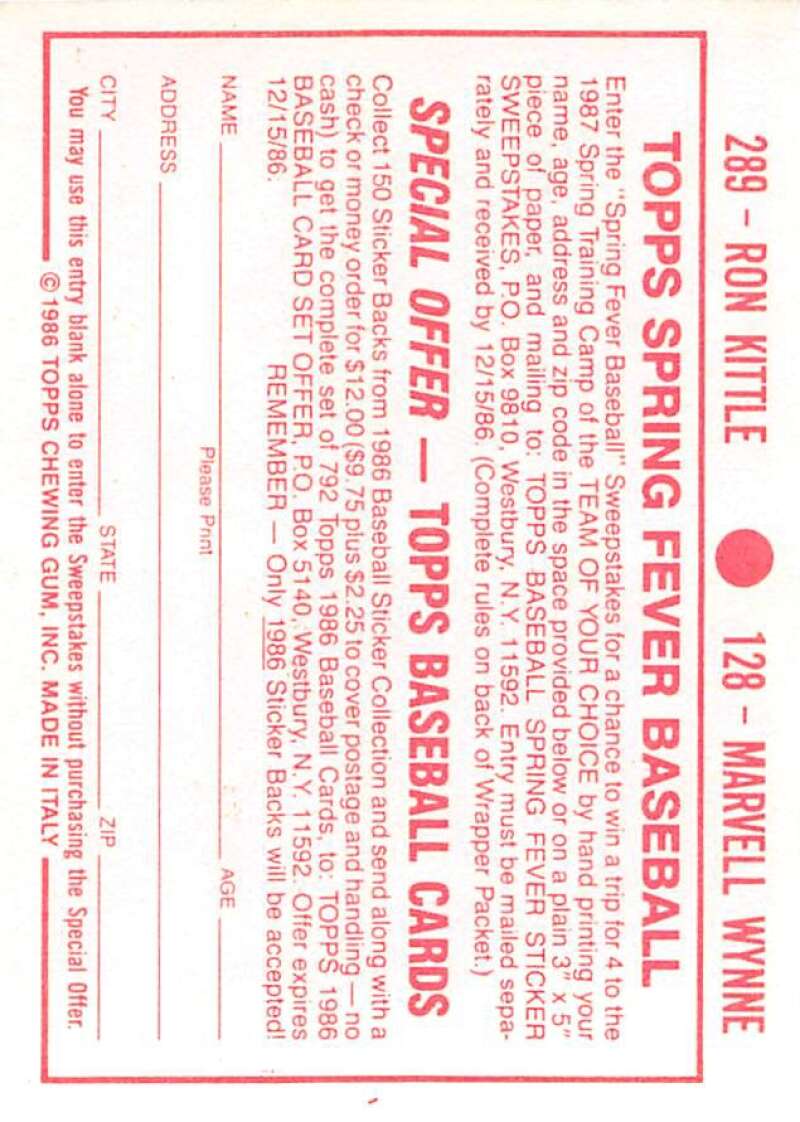 289 - RON KITTLE ● 128 - MARVELL WYNNE
TOPPS SPRING FEVER BASEBALL
Enter the "Spring Fever Baseball" Sweepstakes for a chance to win a trip for 4 to the
1987 Spring Training Camp of the TEAM OF YOUR CHOICE by hand printing your
name, age, address and zip code in the space provided below or on a plain 3" x 5"
piece of paper, and mailing to: TOPPS BASEBALL SPRING FEVER STICKER
SWEEPSTAKES, P.O. Box 9810, Westbury, N.Y. 11592. Entry must be mailed sepa-
rately and received by 12/15/86. (Complete rules on back of Wrapper Packet.)
SPECIAL OFFER — TOPPS BASEBALL CARDS
Collect 150 Sticker Backs from 1986 Baseball Sticker Collection and send along with a
check or money order for $12.00 ($9.75 plus $2.25 to cover postage and handling — no
cash) to get the complete set of 792 Topps 1986 Baseball Cards, to: TOPPS 1986
BASEBALL CARD SET OFFER, P.O. Box 5140, Westbury, N.Y. 11592. Offer expires
12/15/86. REMEMBER — Only 1986 Sticker Backs will be accepted!
NAME AGE
Please Print
ADDRESS
CITY STATE ZIP
You may use this entry blank alone to enter the Sweepstakes without purchasing the Special Offer.
© 1986 TOPPS CHEWING GUM, INC. MADE IN ITALY